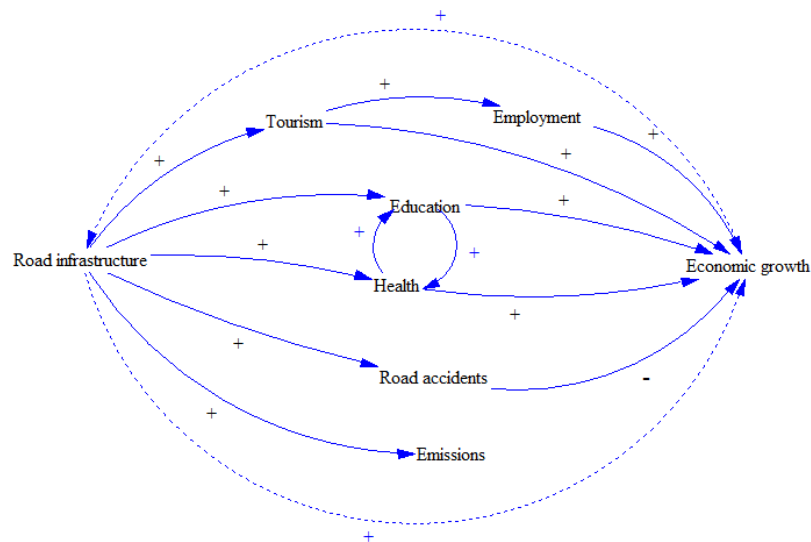 +
+
Tourism
Employment
+
+
+
+
Education
+
+
+
+
Road infrastructure
Economic growth
Health
+
+
Road accidents
-
+
Emissions
+